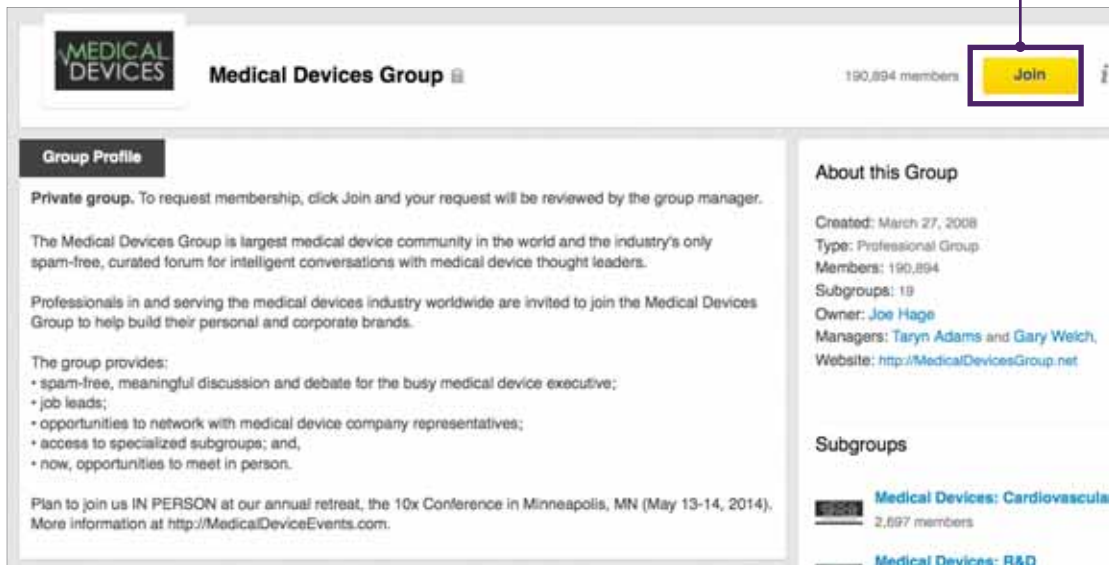 MEDICAL
DEVICES
Medical Devices Group
190,894 members
Join
Group Profile
Private group. To request membership, click Join and your request will be reviewed by the group manager.
The Medical Devices Group is largest medical device community in the world and the industry's only
spam-free, curated forum for intelligent conversations with medical device thought leaders.
Professionals in and serving the medical devices industry worldwide are invited to join the Medical Devices
Group to help build their personal and corporate brands.
The group provides:
• spam-free, meaningful discussion and debate for the busy medical device executive;
• job leads;
• opportunities to network with medical device company representatives;
• access to specialized subgroups; and,
• now, opportunities to meet in person.
Plan to join us IN PERSON at our annual retreat, the 10x Conference in Minneapolis, MN (May 13-14, 2014).
More information at http://MedicalDeviceEvents.com.
About this Group
Created: March 27, 2008
Type: Professional Group
Members: 190,894
Subgroups: 19
Owner: Joe Hage
Managers: Taryn Adams and Gary Welch,
Website: http://MedicalDevicesGroup.net
Subgroups
Medical Devices: Cardiovascula
2,697 members
Medical Devices: R&D